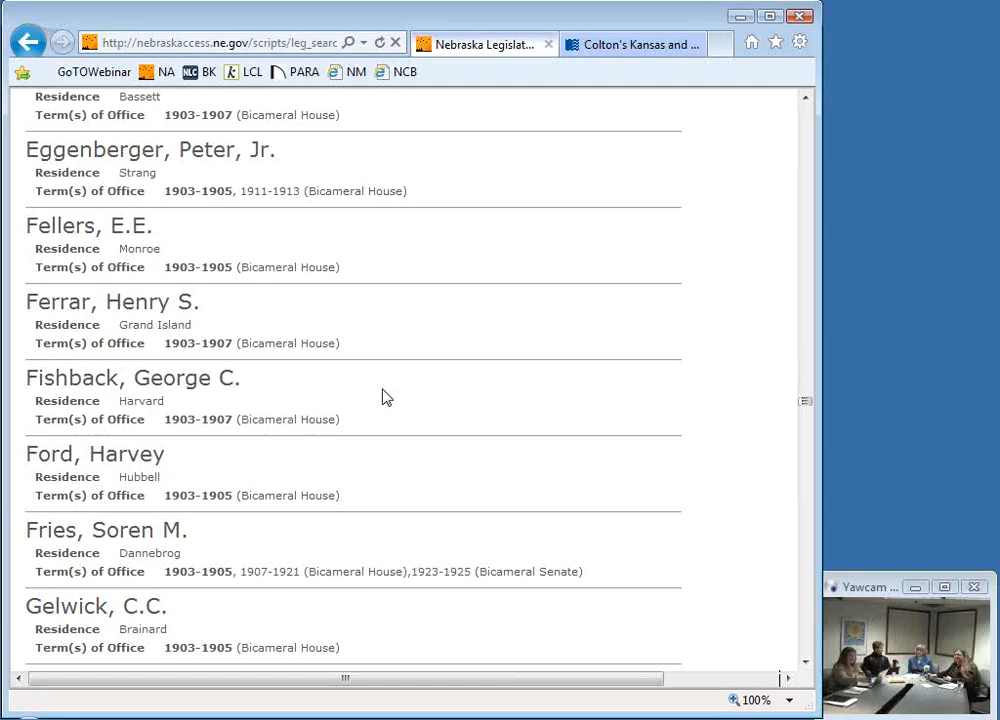 http://nebraskaccess.ne.gov/scripts/leg_searc
Nebraska Legislat...
Colton's Kansas and ...
GoTOWebinar NA NLC BK k LCL PARA NM NCB
Residence Bassett
Term(s) of Office 1903-1907 (Bicameral House)
Eggenberger, Peter, Jr.
Residence Strang
Term(s) of Office 1903-1905, 1911-1913 (Bicameral House)
Fellers, E.E.
Residence Monroe
Term(s) of Office 1903-1905 (Bicameral House)
Ferrar, Henry S.
Residence Grand Island
Term(s) of Office 1903-1907 (Bicameral House)
Fishback, George C.
Residence Harvard
Term(s) of Office 1903-1907 (Bicameral House)
Ford, Harvey
Residence Hubbell
Term(s) of Office 1903-1905 (Bicameral House)
Fries, Soren M.
Residence Dannebrog
Term(s) of Office 1903-1905, 1907-1921 (Bicameral House),1923-1925 (Bicameral Senate)
Gelwick, C.C.
Residence Brainard
Term(s) of Office 1903-1905 (Bicameral House)
100%
Yawcam ...